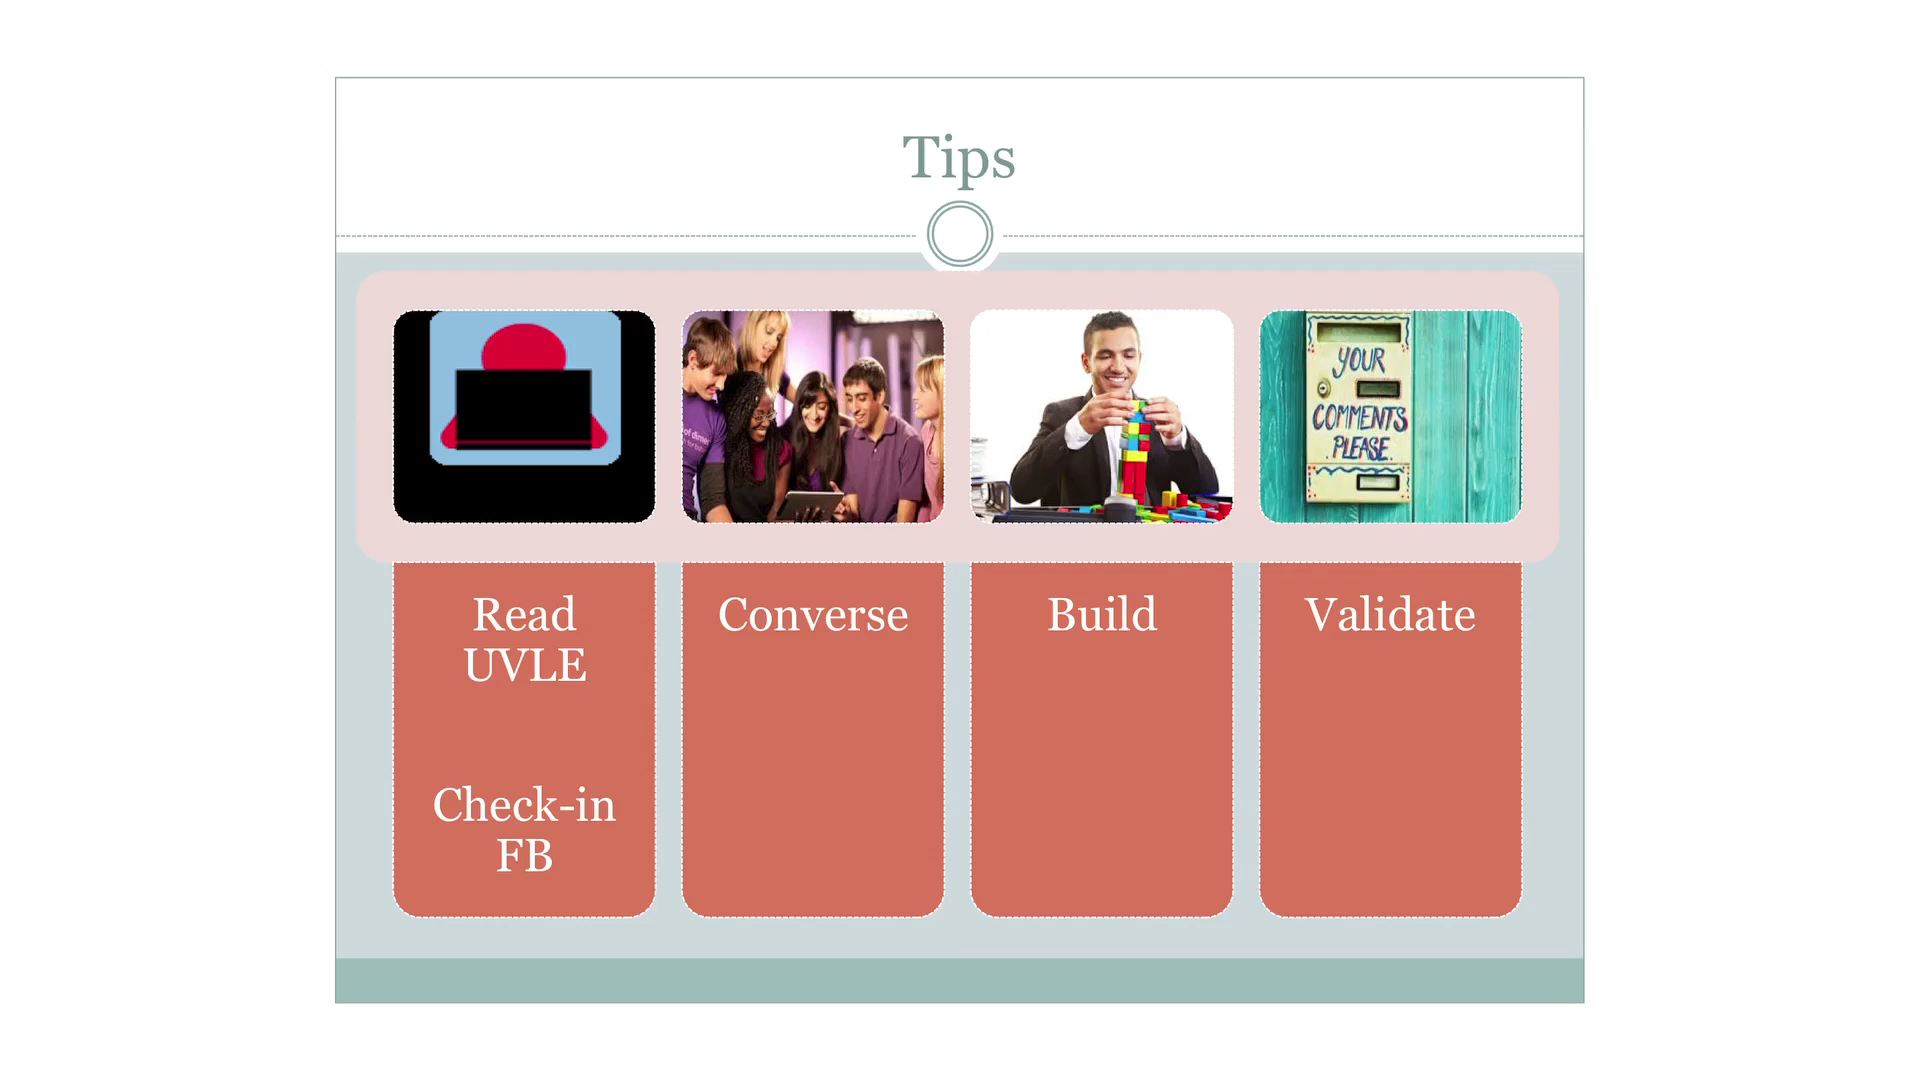 Tips
YOUR
COMMENTS
PLEASE.
Read
UVLE
Check-in
FB
Converse
Build
Validate